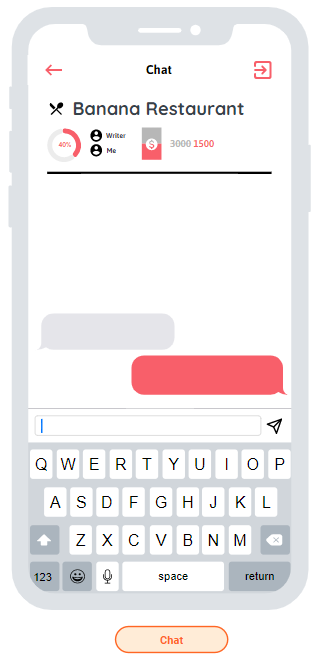 Chat
Banana Restaurant
40%
Writer
Me
$
3000 1500
Q W E R T Y U I O P
A S D F G H J K L
Z X C V B N M
123 space return
Chat